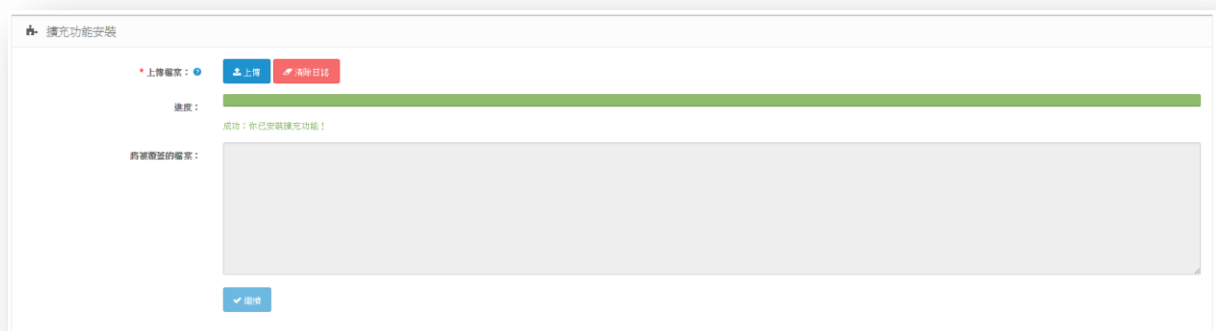 擴充功能安裝
* 上傳檔案：
上傳
清除日誌
進度：
成功：你已安裝擴充功能！
將被覆蓋的檔案：
繼續